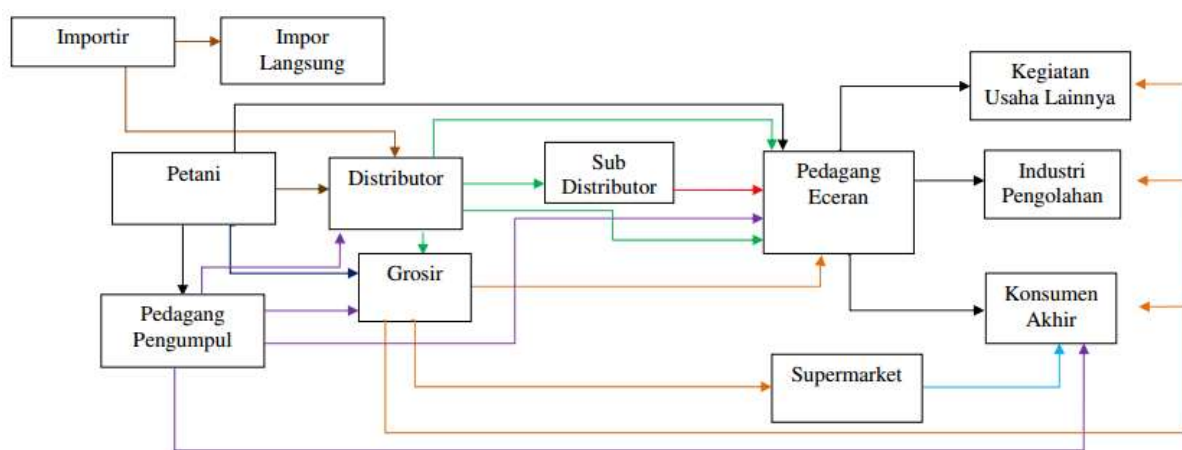 Importir
Impor
Langsung
Kegiatan
Usaha Lainnya
Petani
Distributor
Sub
Distributor
Pedagang
Eceran
Industri
Pengolahan
Grosir
Pedagang
Pengumpul
Konsumen
Akhir
Supermarket